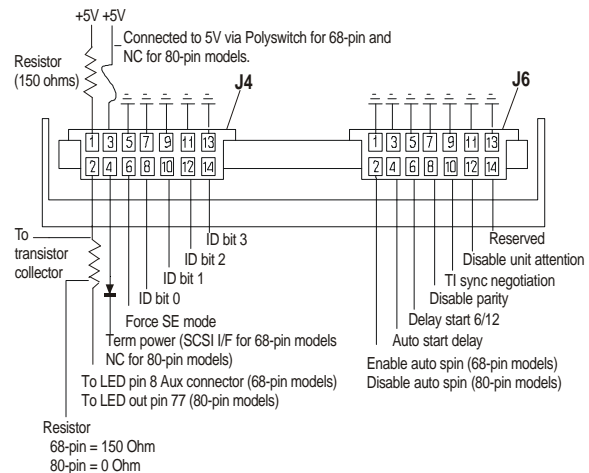 +5V +5V
Connected to 5V via Polyswitch for 68-pin and
NC for 80-pin models.
Resistor
(150 ohms)
J4
J6
1 3 5 7 9 11 13
2 4 6 8 10 12 14
1 3 5 7 9 11 13
2 4 6 8 10 12 14
To
transistor
collector
ID bit 3
ID bit 2
ID bit 1
ID bit 0
Force SE mode
Term power (SCSI I/F for 68-pin models
NC for 80-pin models)
To LED pin 8 Aux connector (68-pin models)
To LED out pin 77 (80-pin models)
Resistor
68-pin = 150 Ohm
80-pin = 0 Ohm
Reserved
Disable unit attention
TI sync negotiation
Disable parity
Delay start 6/12
Auto start delay
Enable auto spin (68-pin models)
Disable auto spin (80-pin models)